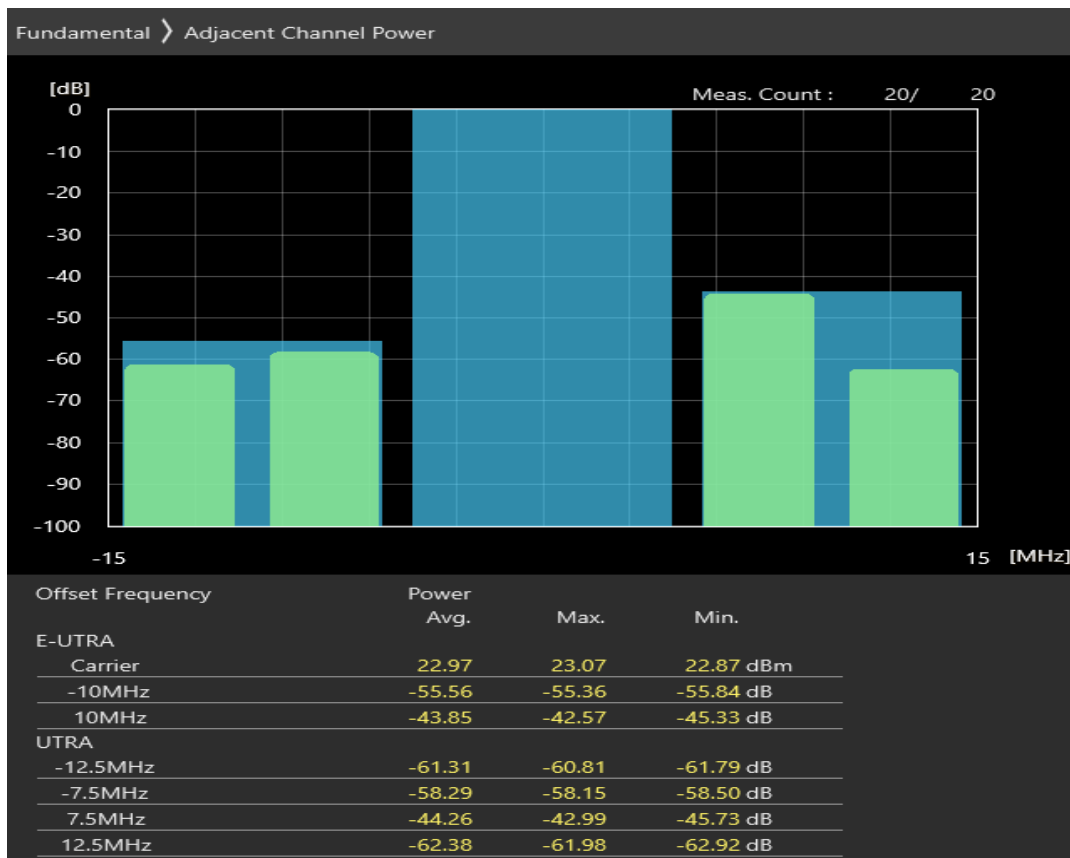 Fundamental 〉 Adjacent Channel Power
[dB]
Meas. Count : 20/ 20
0
-10
-20
-30
-40
-50
-60
-70
-80
-90
-100
-15 15 [MHz]
Offset Frequency Power
Avg. Max. Min.
E-UTRA
Carrier 22.97 23.07 22.87 dBm
-10MHz -55.56 -55.36 -55.84 dB
10MHz -43.85 -42.57 -45.33 dB
UTRA
-12.5MHz -61.31 -60.81 -61.79 dB
-7.5MHz -58.29 -58.15 -58.50 dB
7.5MHz -44.26 -42.99 -45.73 dB
12.5MHz -62.38 -61.98 -62.92 dB